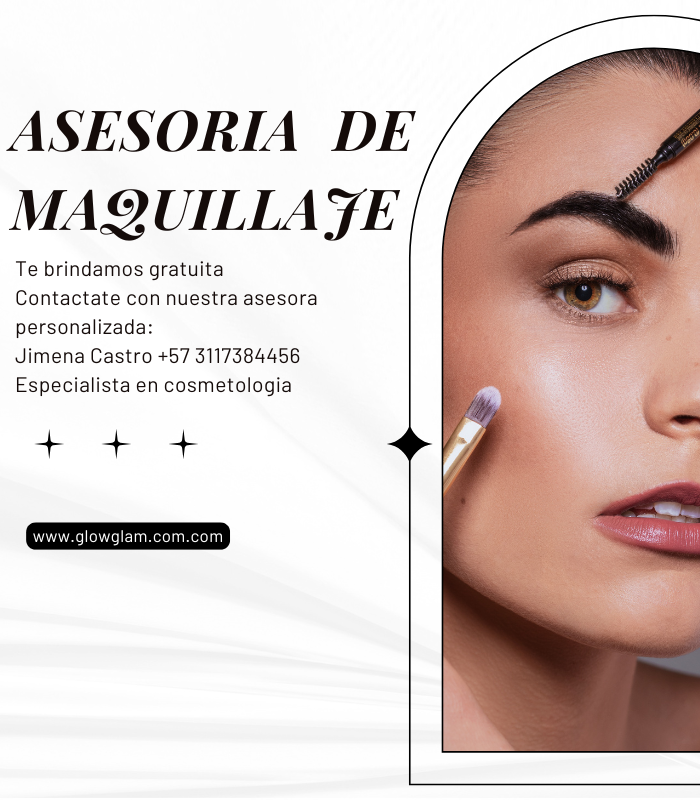 ASESORIA DE
MAQUILLAJE
Te brindamos gratuita
Contactate con nuestra asesora
personalizada:
Jimena Castro +57 3117384456
Especialista en cosmetologia
www.glowglam.com.com